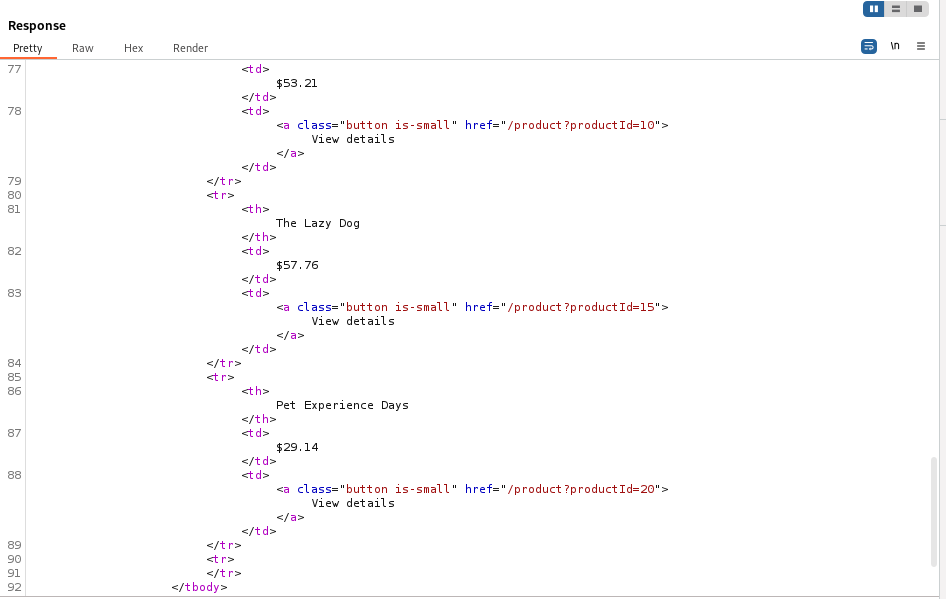 Response
Pretty Raw Hex Render
\n
77 <td>
$53.21
</td>
78 <td>
<a class="button is-small" href="/product?productId=10">
View details
</a>
</td>
79 </tr>
80 <tr>
81 <th>
The Lazy Dog
</th>
82 <td>
$57.76
</td>
83 <td>
<a class="button is-small" href="/product?productId=15">
View details
</a>
</td>
84 </tr>
85 <tr>
86 <th>
Pet Experience Days
</th>
87 <td>
$29.14
</td>
88 <td>
<a class="button is-small" href="/product?productId=20">
View details
</a>
</td>
89 </tr>
90 <tr>
91 </tr>
92 </tbody>